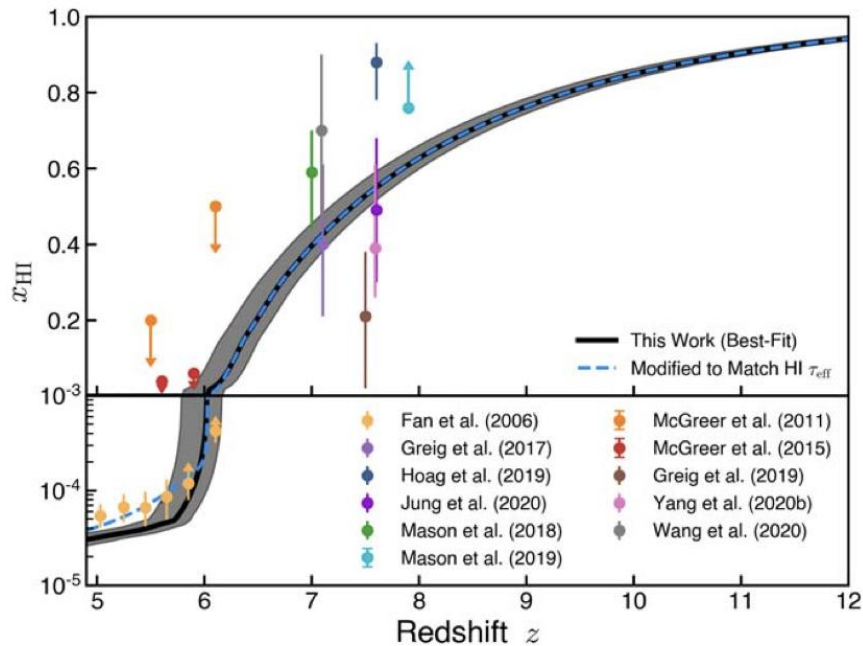 1.0
0.8
0.6
0.4
0.2
10⁻³
10⁻⁴
10⁻⁵
x_HI
This Work (Best-Fit)
Modified to Match HI τ_eff
Fan et al. (2006)
Greig et al. (2017)
Hoag et al. (2019)
Jung et al. (2020)
Mason et al. (2018)
Mason et al. (2019)
McGreer et al. (2011)
McGreer et al. (2015)
Greig et al. (2019)
Yang et al. (2020b)
Wang et al. (2020)
5 6 7 8 9 10 11 12
Redshift z